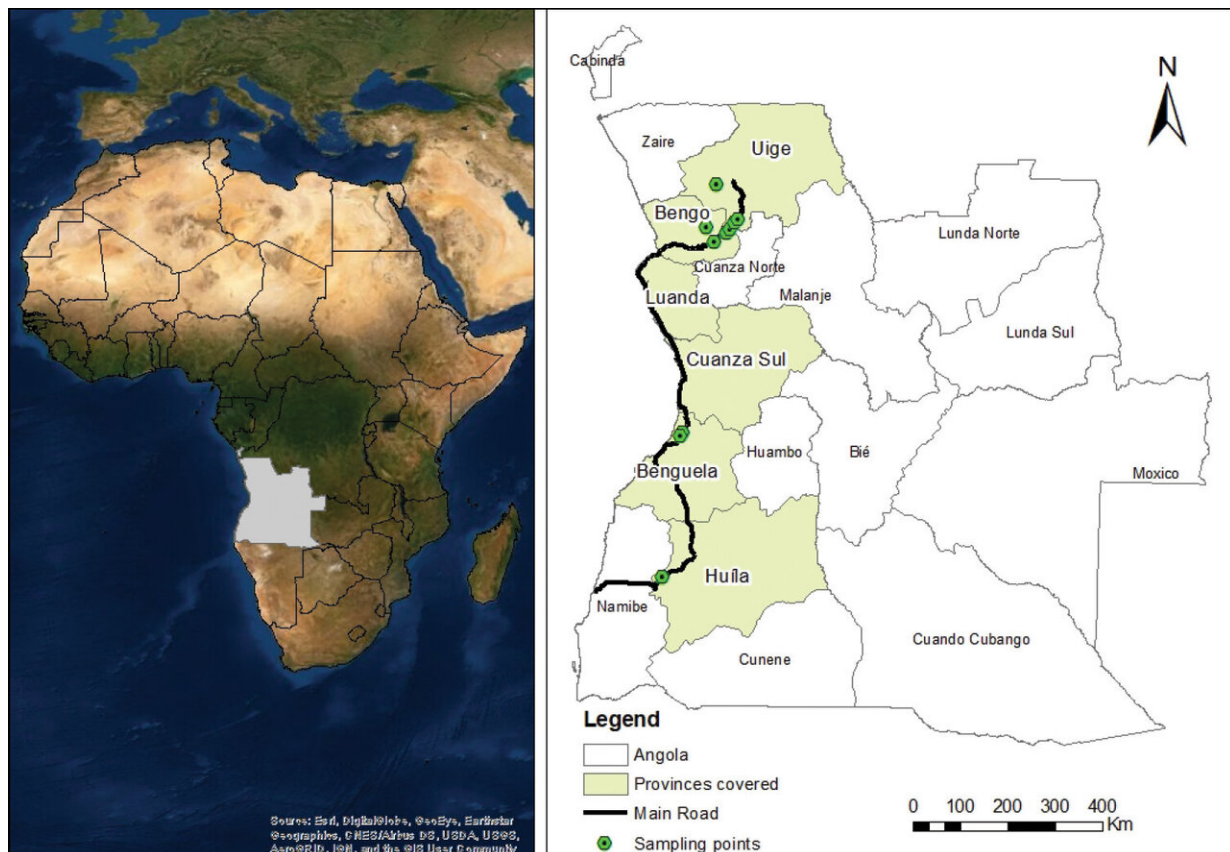 Source: Esri, DigitalGlobe, GeoEye, Earthstar
Geographics, CNES/Airbus DS, USDA, USGS,
AeroGRID, IGN, and the GIS User Community
Cabinda
N
Zaire
Uige
Bengo
Lunda Norte
Cuanza Norte
Luanda
Malanje
Lunda Sul
Cuanza Sul
Huambo
Bié
Benguela
Moxico
Huíla
Namibe
Cuando Cubango
Cunene
Legend
Angola
Provinces covered
Main Road
Sampling points
0 100 200 300 400
Km